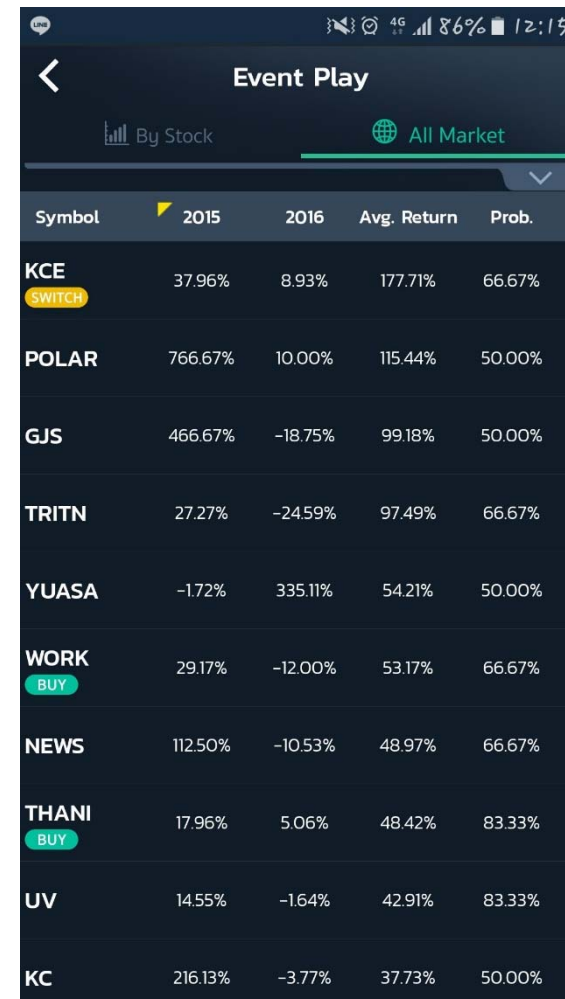 LINE 4G 86% 12:15
Event Play
By Stock All Market
Symbol 2015 2016 Avg. Return Prob.
KCE 37.96% 8.93% 177.71% 66.67%
SWITCH
POLAR 766.67% 10.00% 115.44% 50.00%
GJS 466.67% -18.75% 99.18% 50.00%
TRITN 27.27% -24.59% 97.49% 66.67%
YUASA -1.72% 335.11% 54.21% 50.00%
WORK 29.17% -12.00% 53.17% 66.67%
BUY
NEWS 112.50% -10.53% 48.97% 66.67%
THANI 17.96% 5.06% 48.42% 83.33%
BUY
UV 14.55% -1.64% 42.91% 83.33%
KC 216.13% -3.77% 37.73% 50.00%